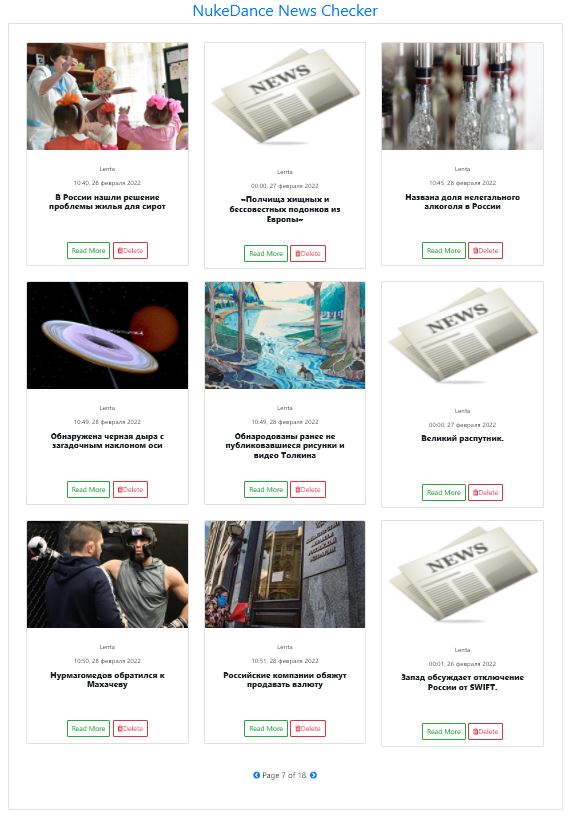 NukeDance News Checker
Lenta
10:40, 28 февраля 2022
В России нашли решение
проблемы жилья для сирот
Read More
Delete
NEWS
Lenta
00:00, 27 февраля 2022
~Полчища хищных и
бессовестных подонков из
Европы~
Read More
Delete
Lenta
10:45, 28 февраля 2022
Названа доля нелегального
алкоголя в России
Read More
Delete
Lenta
10:49, 28 февраля 2022
Обнаружена черная дыра с
загадочным наклоном оси
Read More
Delete
Lenta
10:49, 28 февраля 2022
Обнародованы ранее не
публиковавшиеся рисунки и
видео Толкина
Read More
Delete
NEWS
Lenta
00:00, 27 февраля 2022
Великий распутник.
Read More
Delete
Lenta
10:50, 28 февраля 2022
Нурмагомедов обратился к
Махачеву
Read More
Delete
Lenta
10:51, 28 февраля 2022
Российские компании обяжут
продавать валюту
Read More
Delete
NEWS
Lenta
00:01, 26 февраля 2022
Запад обсуждает отключение
России от SWIFT.
Read More
Delete
Page 7 of 18.